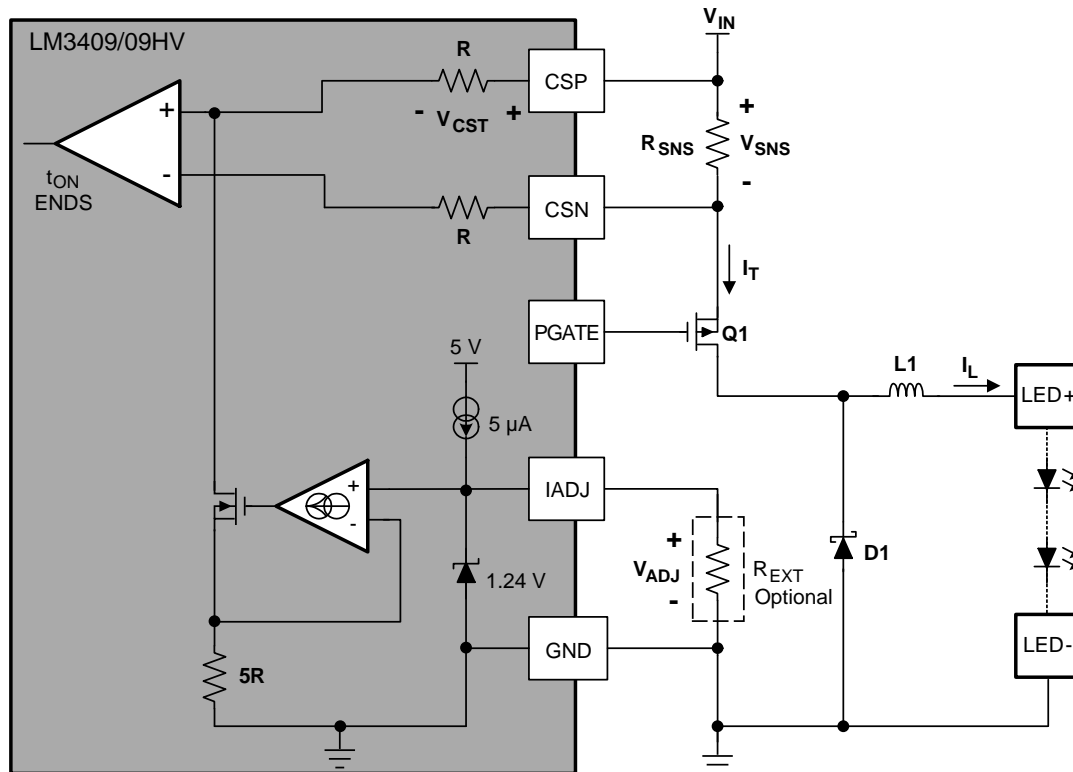 LM3409/09HV
V_IN
R
CSP
+
- V_CST +
R_SNS
+
V_SNS
-
-
t_ON
ENDS
R
CSN
I_T
PGATE
Q1
5 V
5 µA
L1
I_L
LED+
+
-
IADJ
+
V_ADJ
-
R_EXT
Optional
D1
1.24 V
GND
LED-
5R